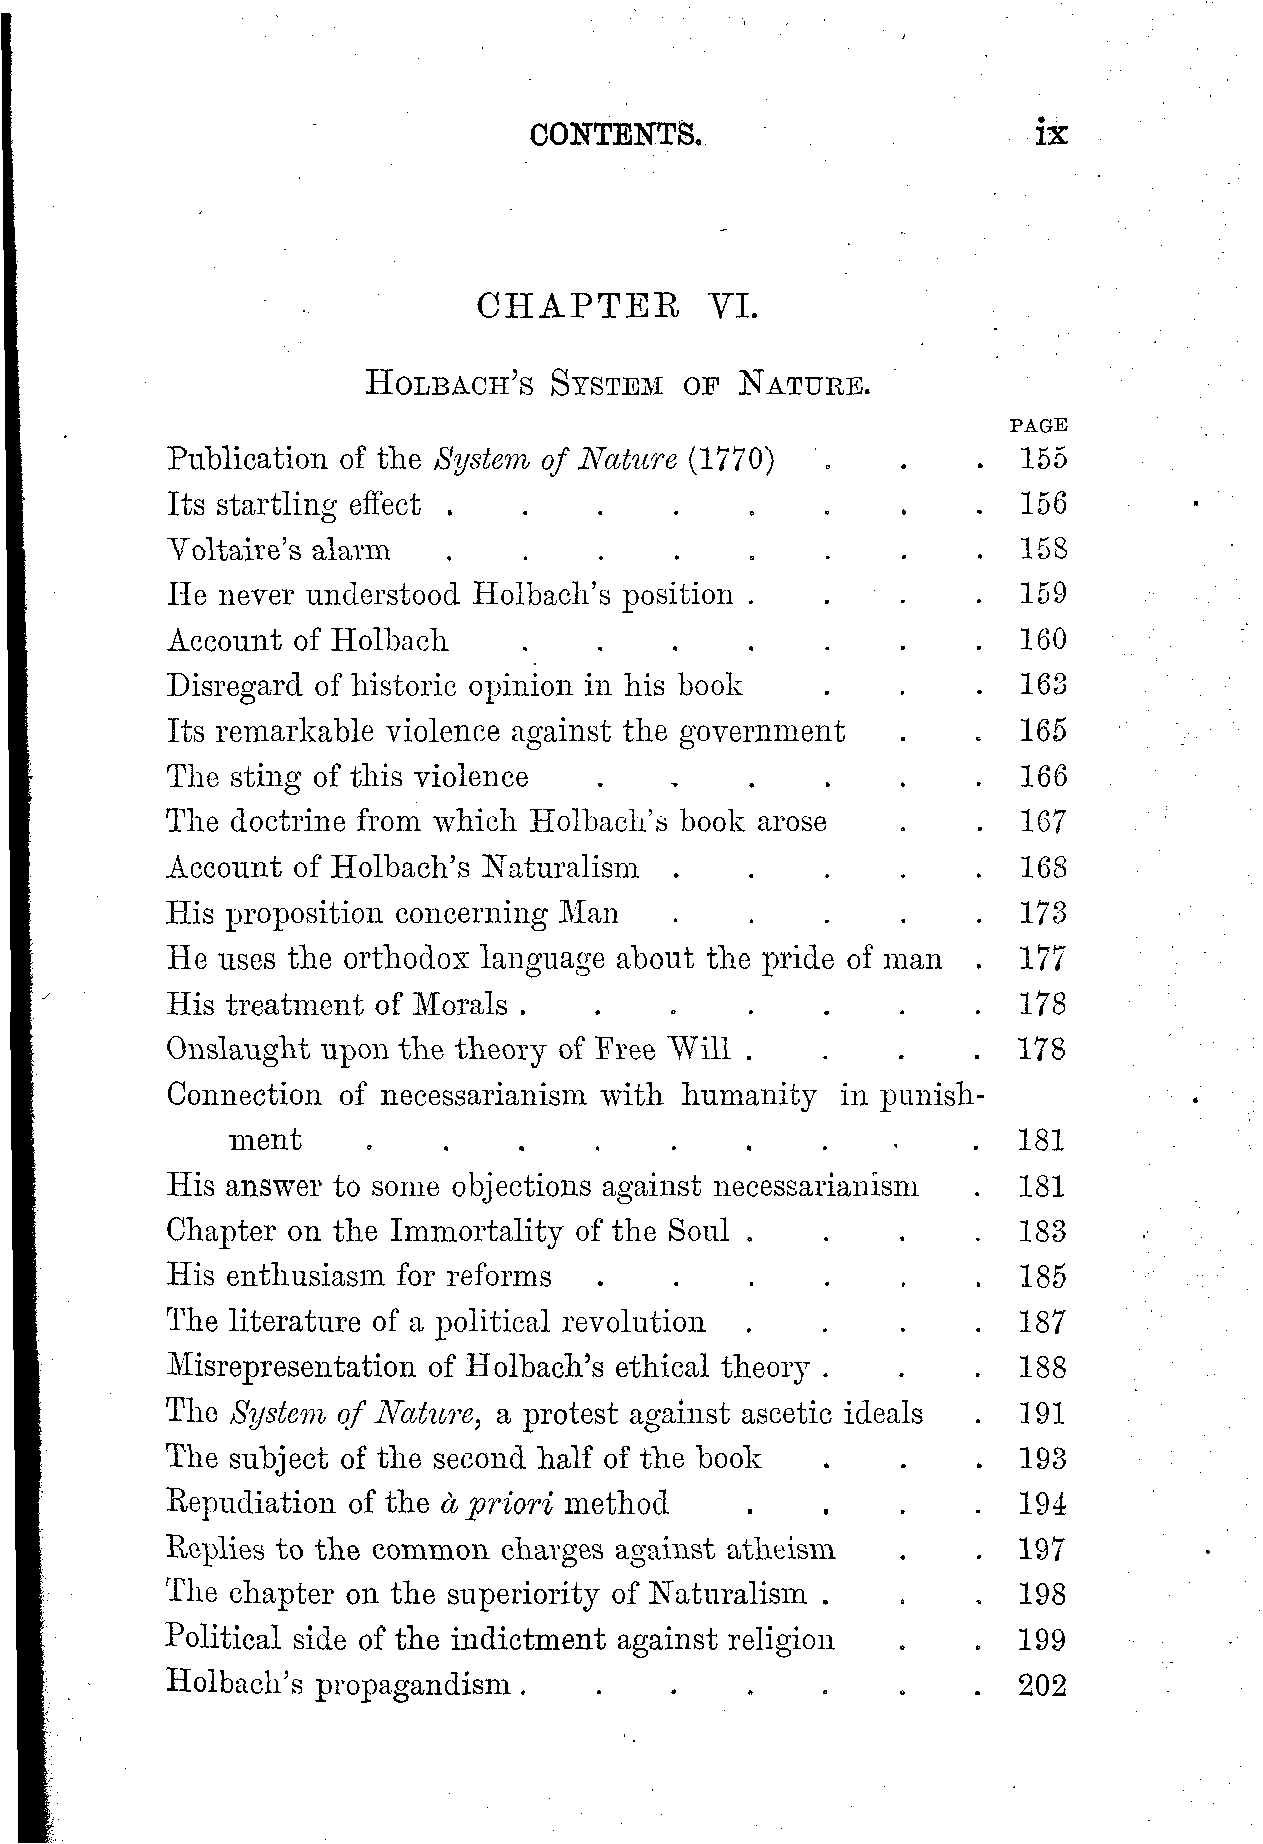 CONTENTS. ix
CHAPTER VI.
HOLBACH'S SYSTEM OF NATURE.
PAGE
Publication of the System of Nature (1770) . . . 155
Its startling effect . . . . . . . . 156
Voltaire's alarm . . . . . . . . 158
He never understood Holbach's position . . . . 159
Account of Holbach . . . . . . . 160
Disregard of historic opinion in his book . . . 163
Its remarkable violence against the government . . 165
The sting of this violence . . . . . . 166
The doctrine from which Holbach's book arose . . 167
Account of Holbach's Naturalism . . . . . 168
His proposition concerning Man . . . . . 173
He uses the orthodox language about the pride of man . 177
His treatment of Morals . . . . . . . 178
Onslaught upon the theory of Free Will . . . . 178
Connection of necessarianism with humanity in punish-
ment . . . . . . . . . 181
His answer to some objections against necessarianism . 181
Chapter on the Immortality of the Soul . . . . 183
His enthusiasm for reforms . . . . . . 185
The literature of a political revolution . . . . 187
Misrepresentation of Holbach's ethical theory . . . 188
The System of Nature, a protest against ascetic ideals . 191
The subject of the second half of the book . . . 193
Repudiation of the à priori method . . . . 194
Replies to the common charges against atheism . . 197
The chapter on the superiority of Naturalism . . . 198
Political side of the indictment against religion . . 199
Holbach's propagandism . . . . . . . 202